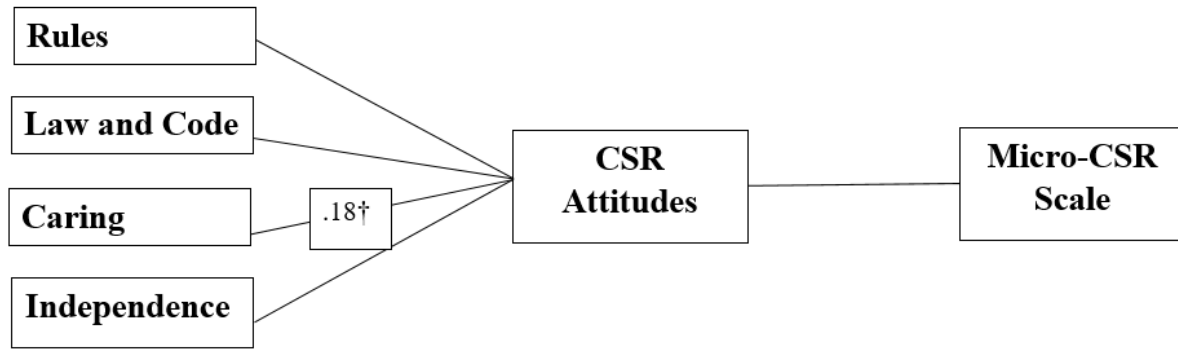 Rules
Law and Code
Caring
.18†
Independence
CSR
Attitudes
Micro-CSR
Scale